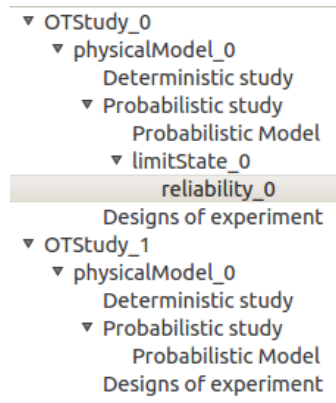 OTStudy_0
physicalModel_0
Deterministic study
Probabilistic study
Probabilistic Model
limitState_0
reliability_0
Designs of experiment
OTStudy_1
physicalModel_0
Deterministic study
Probabilistic study
Probabilistic Model
Designs of experiment